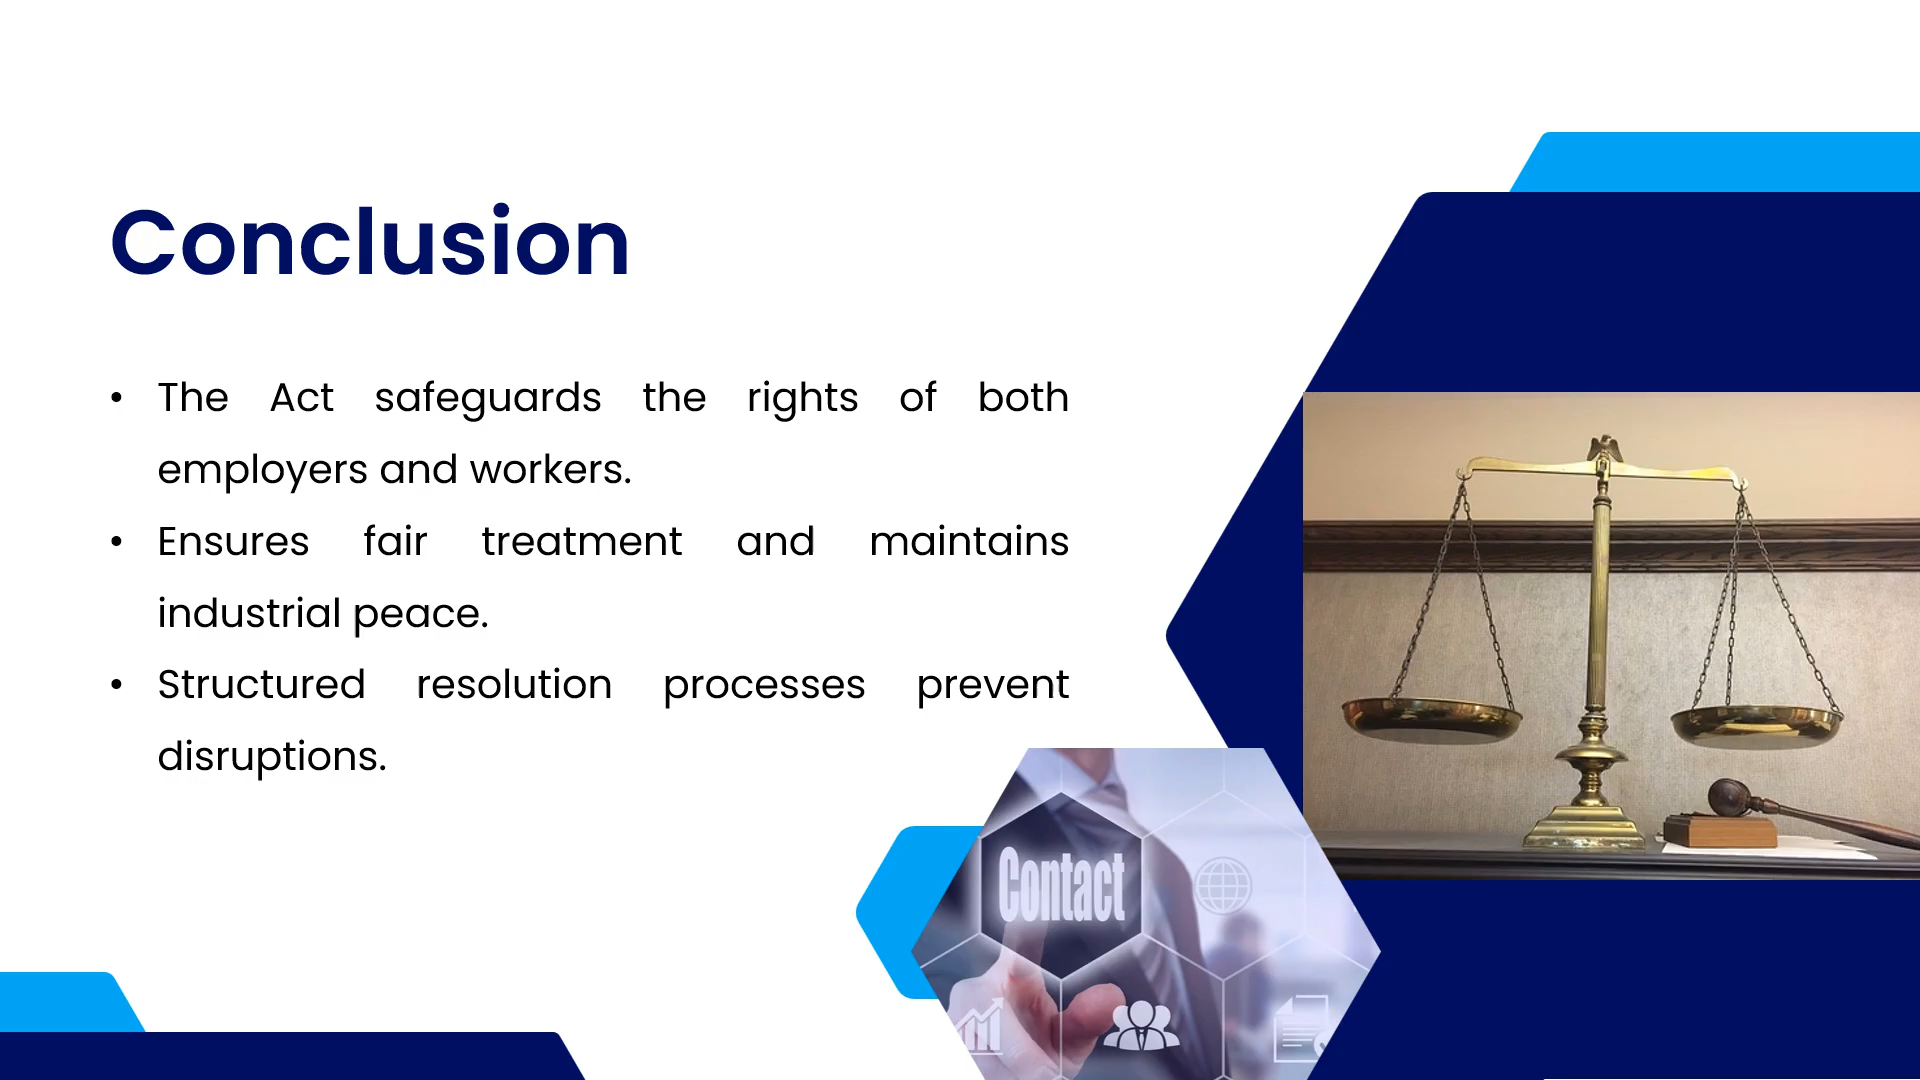 Conclusion
• The Act safeguards the rights of both
employers and workers.
• Ensures fair treatment and maintains
industrial peace.
• Structured resolution processes prevent
disruptions.
Contact